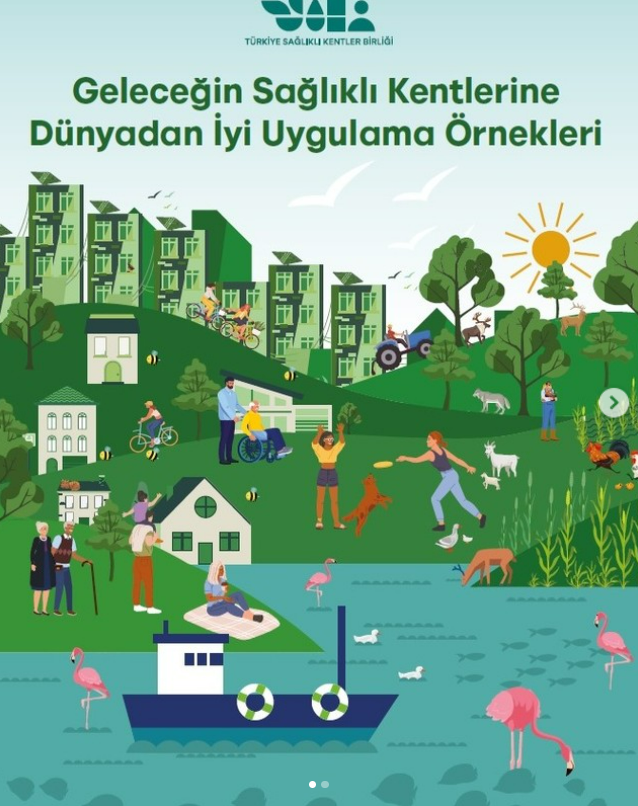 TÜRKİYE SAĞLIKLI KENTLER BİRLİĞİ
Geleceğin Sağlıklı Kentlerine
Dünyadan İyi Uygulama Örnekleri